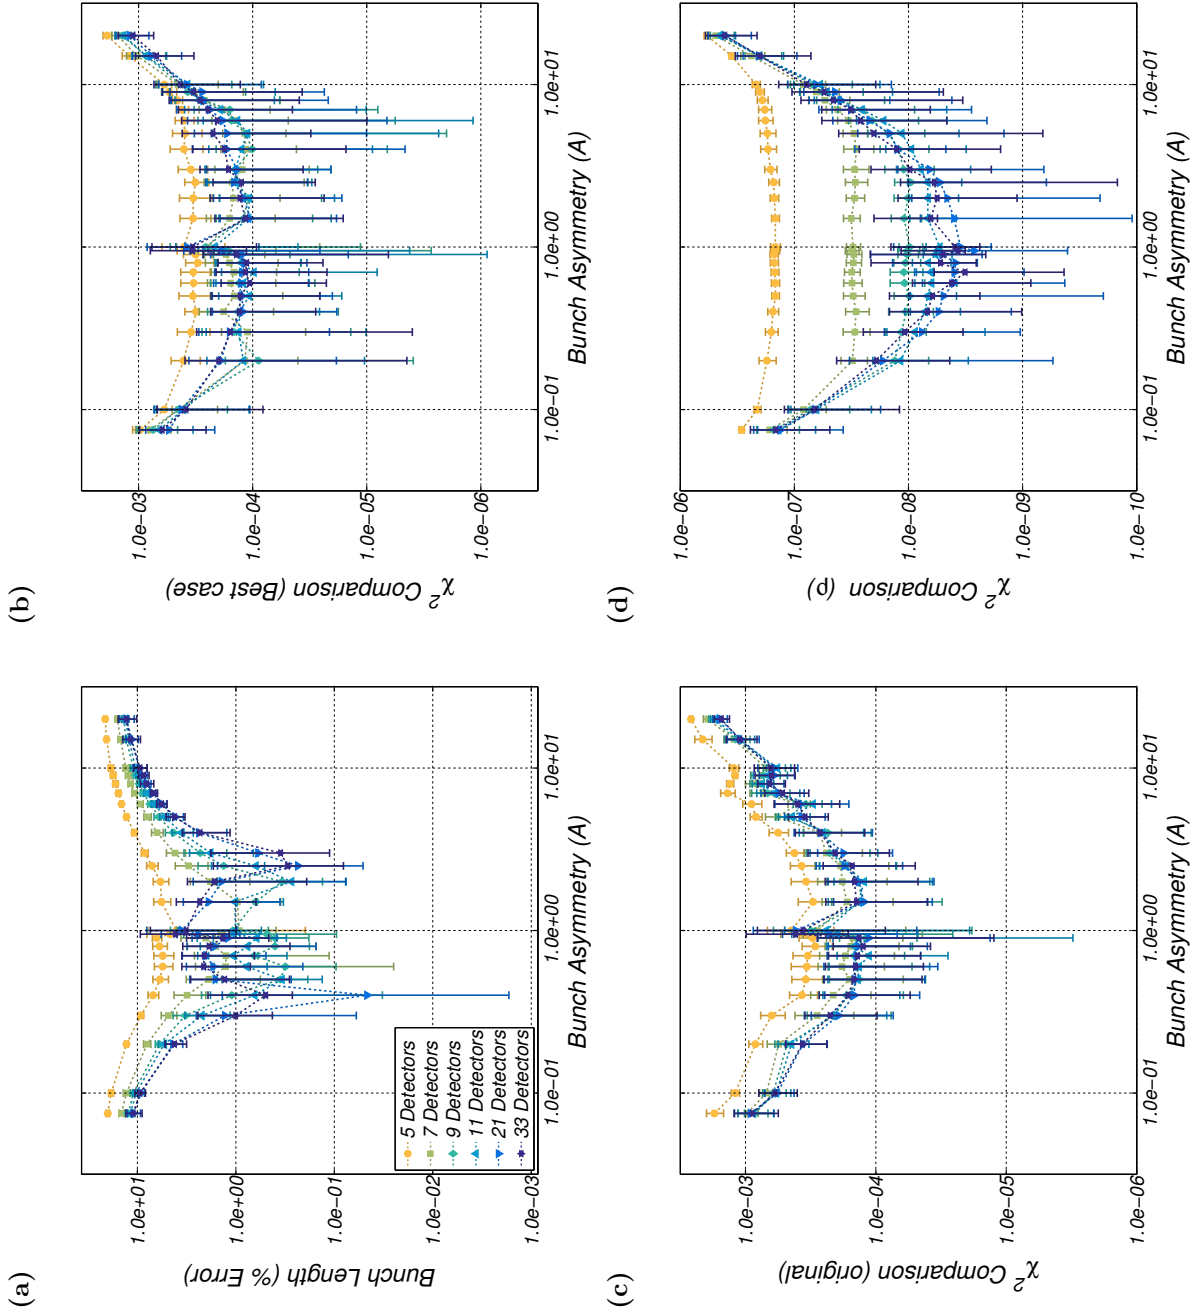 (a)
Bunch Length (% Error)
1.0e+01
1.0e+00
1.0e-01
1.0e-02
1.0e-03
5 Detectors
7 Detectors
9 Detectors
11 Detectors
21 Detectors
33 Detectors
1.0e-01
1.0e+00
1.0e+01
Bunch Asymmetry (A)
(b)
χ² Comparison (Best case)
1.0e-03
1.0e-04
1.0e-05
1.0e-06
1.0e-01
1.0e+00
1.0e+01
Bunch Asymmetry (A)
(c)
χ² Comparison (original)
1.0e-03
1.0e-04
1.0e-05
1.0e-06
1.0e-01
1.0e+00
1.0e+01
Bunch Asymmetry (A)
(d)
χ² Comparison (ρ)
1.0e-06
1.0e-07
1.0e-08
1.0e-09
1.0e-10
1.0e-01
1.0e+00
1.0e+01
Bunch Asymmetry (A)